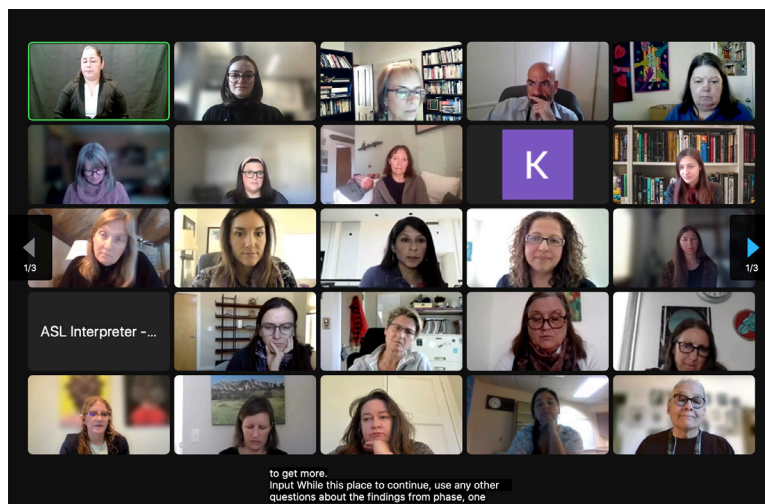 K
1/3
1/3
ASL Interpreter -...
to get more.
Input While this place to continue, use any other
questions about the findings from phase, one